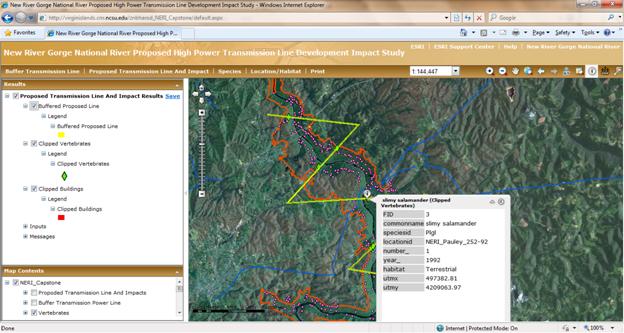 New River Gorge National River Proposed High Power Transmission Line Development Impact Study - Windows Internet Explorer
http://virginislands.cnr.ncsu.edu/
_NERI_Capstone/default.aspx
Google
File Edit View Favorites Tools Help
New River Gorge National River Proposed High P...
Page Safety Tools
ESRI | ESRI Support Center | Help | New River Gorge National River
New River Gorge National River Proposed High Power Transmission Line Development Impact Study
Buffer Transmission Line | Proposed Transmission Line And Impact | Species | Location/Habitat | Print
1:144,447
Results
Proposed Transmission Line And Impact Results Save
Buffered Proposed Line
Legend
Buffered Proposed Line
Clipped Vertebrates
Legend
Clipped Vertebrates
Clipped Buildings
Legend
Clipped Buildings
Inputs
Messages
Map Contents
NERI_Capstone
Proposed Transmission Line And Impacts
Buffer Transmission Power Line
Vertebrates
slimy salamander (Clipped
Vertebrates)
FID 3
commonname slimy salamander
speciesid Plgl
locationid NERI_Pauley_252-92
number_ 1
year_ 1992
habitat Terrestrial
utmx 497382.81
utmy 4209063.97
Done
Internet | Protected Mode: On
100%